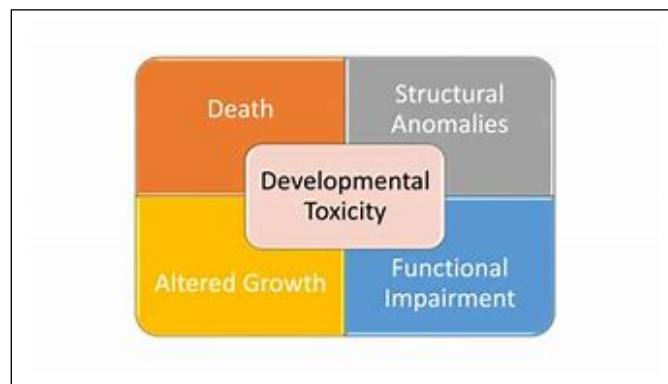 Death
Structural
Anomalies
Developmental
Toxicity
Altered Growth
Functional
Impairment